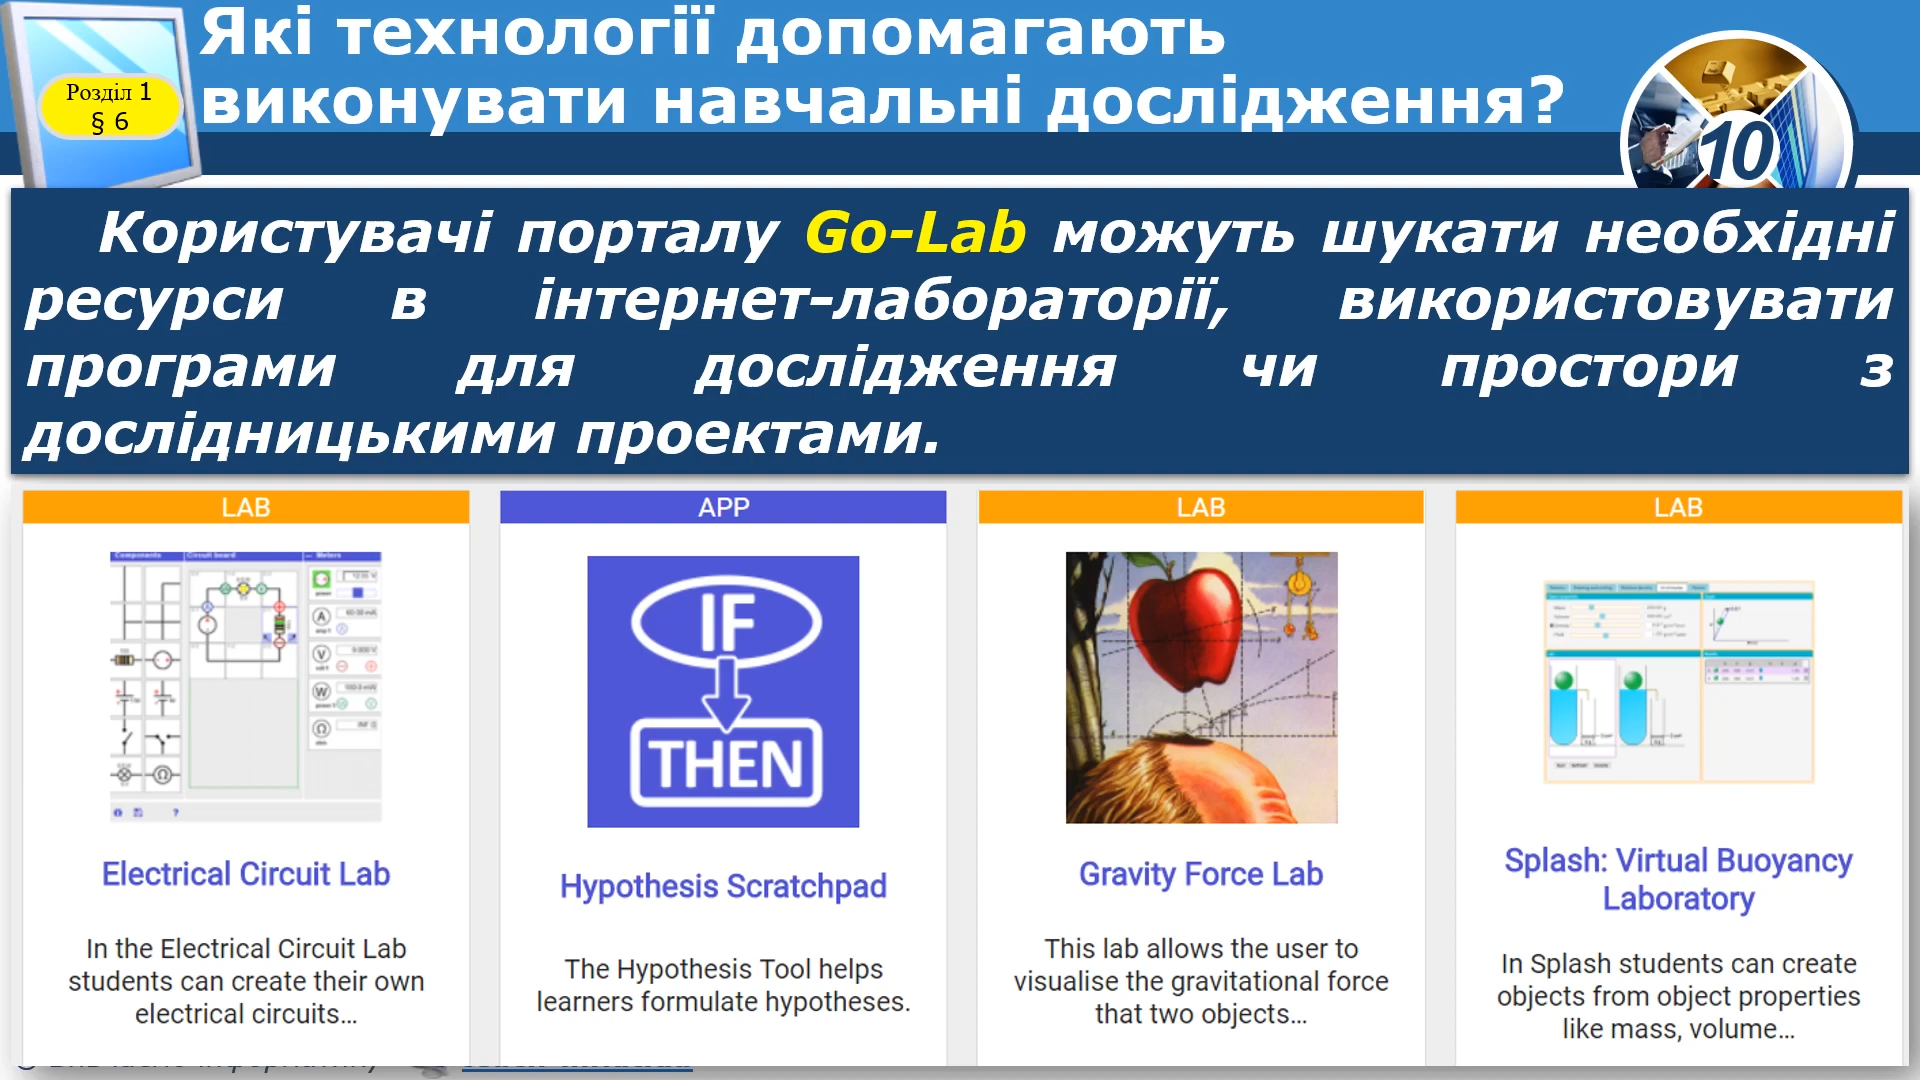 Які технології допомагають
виконувати навчальні дослідження?
Розділ 1
§ 6
10
Користувачі порталу Go-Lab можуть шукати необхідні
ресурси в інтернет-лабораторії, використовувати
програми для дослідження чи простори з
дослідницькими проектами.
LAB
Components
Circuit board
Meters
Electrical Circuit Lab
In the Electrical Circuit Lab
students can create their own
electrical circuits...
APP
IF
THEN
Hypothesis Scratchpad
The Hypothesis Tool helps
learners formulate hypotheses.
LAB
Gravity Force Lab
This lab allows the user to
visualise the gravitational force
that two objects...
LAB
Splash: Virtual Buoyancy
Laboratory
In Splash students can create
objects from object properties
like mass, volume...